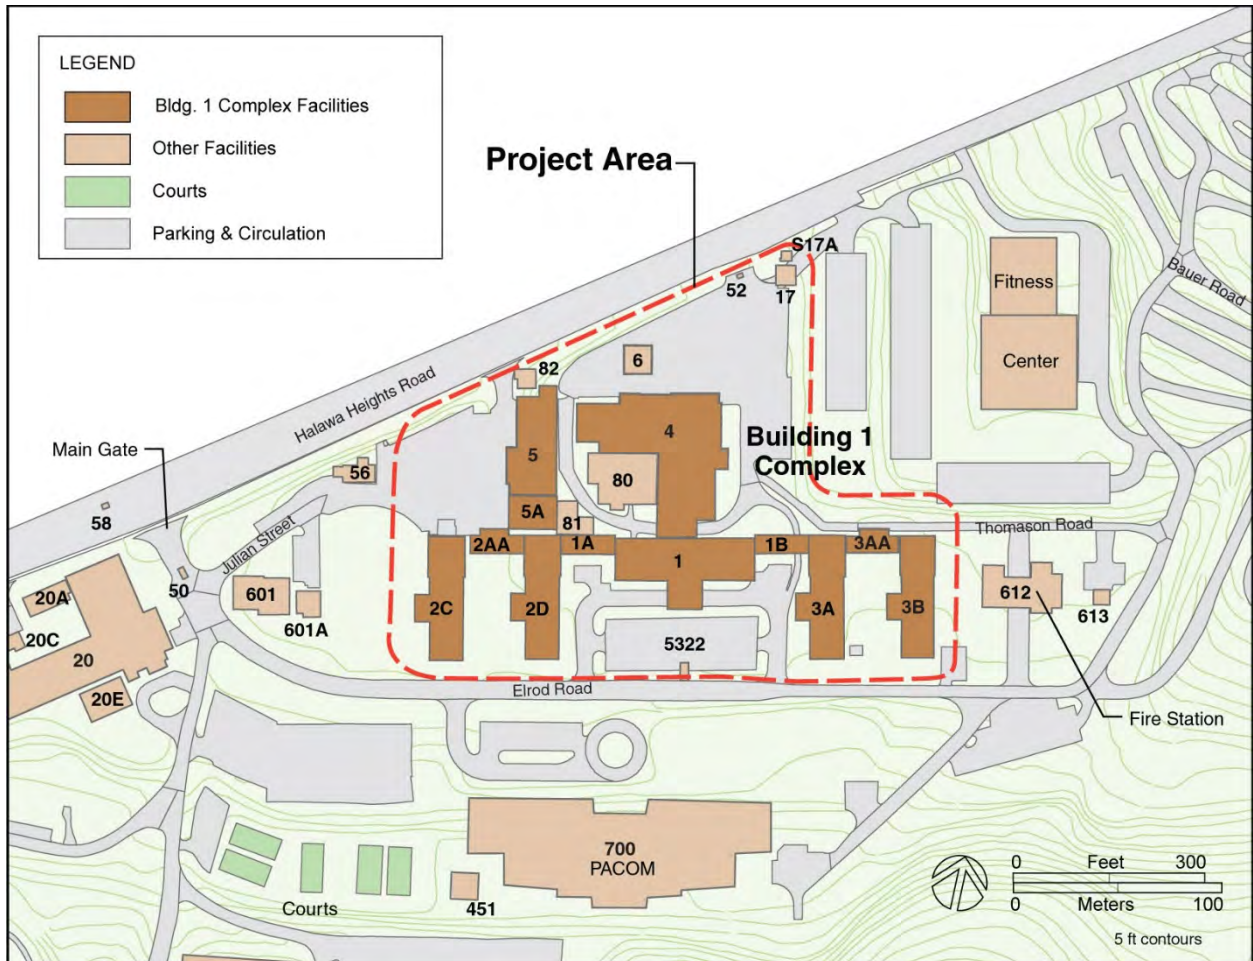 LEGEND
Bldg. 1 Complex Facilities
Other Facilities
Courts
Parking & Circulation
Project Area
S17A
52
17
Fitness
Center
Bauer Road
82
6
Halawa Heights Road
Main Gate
4
Building 1
Complex
5
56
80
58
5A
81
Julian Street
Thomason Road
2AA
1A
1
1B
3AA
50
20A
601
601A
2C
2D
3A
3B
612
613
20C
20
5322
20E
Elrod Road
Fire Station
700
PACOM
451
Courts
0 Feet 300
0 Meters 100
5 ft contours